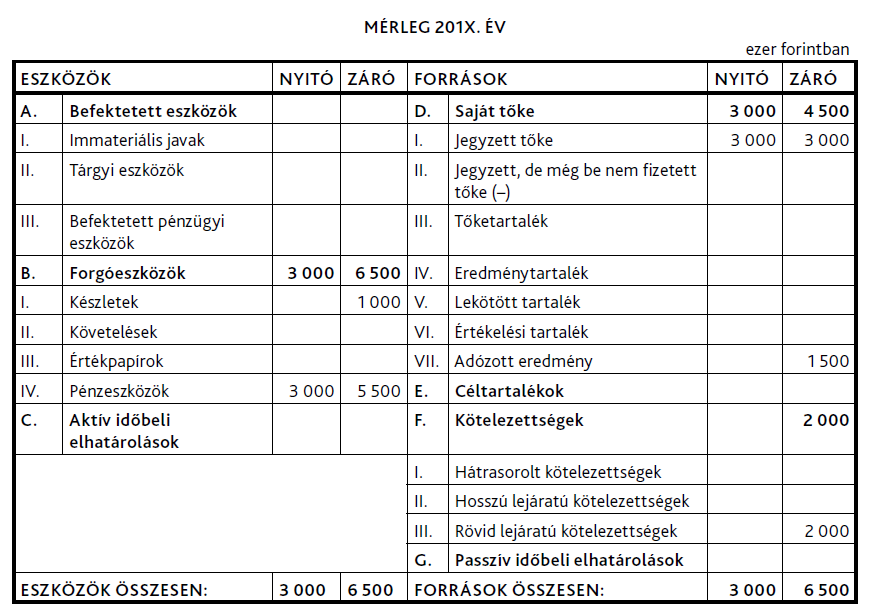 MÉRLEG 201X. ÉV
ezer forintban
ESZKÖZÖK NYITÓ ZÁRÓ FORRÁSOK NYITÓ ZÁRÓ
A. Befektetett eszközök D. Saját tőke 3 000 4 500
I. Immateriális javak I. Jegyzett tőke 3 000 3 000
II. Tárgyi eszközök II. Jegyzett, de még be nem fizetett
tőke (–)
III. Befektetett pénzügyi III. Tőketartalék
eszközök
B. Forgóeszközök 3 000 6 500 IV. Eredménytartalék
I. Készletek 1 000 V. Lekötött tartalék
II. Követelések VI. Értékelési tartalék
III. Értékpapírok VII. Adózott eredmény 1 500
IV. Pénzeszközök 3 000 5 500 E. Céltartalékok
C. Aktív időbeli F. Kötelezettségek 2 000
elhatárolások
I. Hátrasorolt kötelezettségek
II. Hosszú lejáratú kötelezettségek
III. Rövid lejáratú kötelezettségek 2 000
G. Passzív időbeli elhatárolások
ESZKÖZÖK ÖSSZESEN: 3 000 6 500 FORRÁSOK ÖSSZESEN: 3 000 6 500